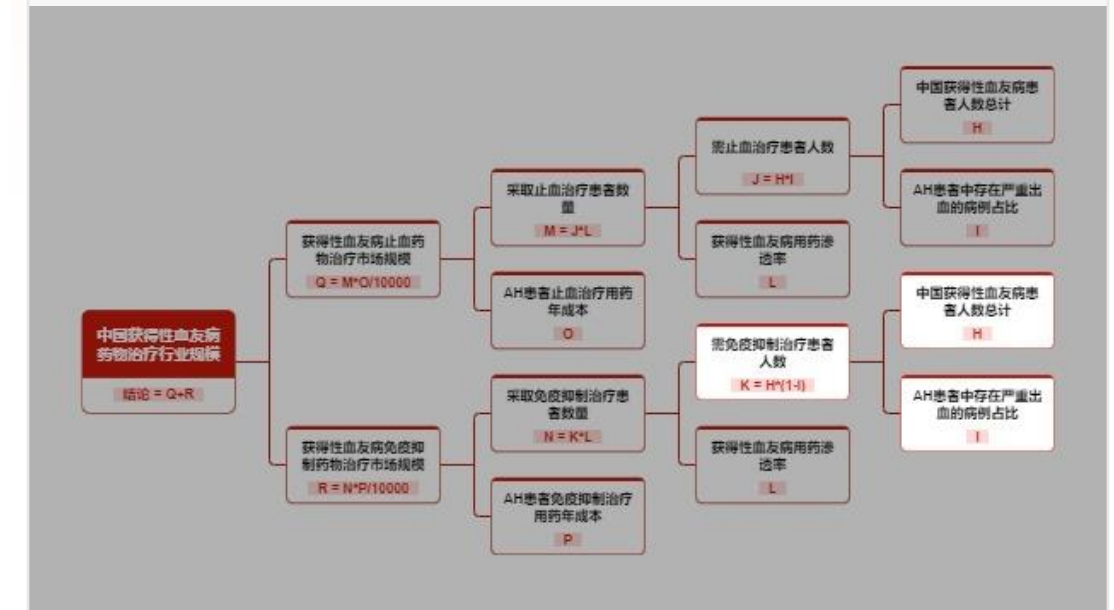 中国获得性血友病患
者人数总计
H
需止血治疗患者人数
J = H*I
AH患者中存在严重出
血的病例占比
I
采取止血治疗患者数
量
M = J*L
获得性血友病止血药
物治疗市场规模
Q = M*O/10000
获得性血友病用药渗
透率
L
AH患者止血治疗用药
年成本
O
中国获得性血友病患
者人数总计
H
中国获得性血友病
药物治疗行业规模
结论 = Q+R
需免疫抑制治疗患者
人数
K = H*(1-I)
采取免疫抑制治疗患
者数量
N = K*L
AH患者中存在严重出
血的病例占比
I
获得性血友病免疫抑
制药物治疗市场规模
R = N*P/10000
获得性血友病用药渗
透率
L
AH患者免疫抑制治疗
用药年成本
P